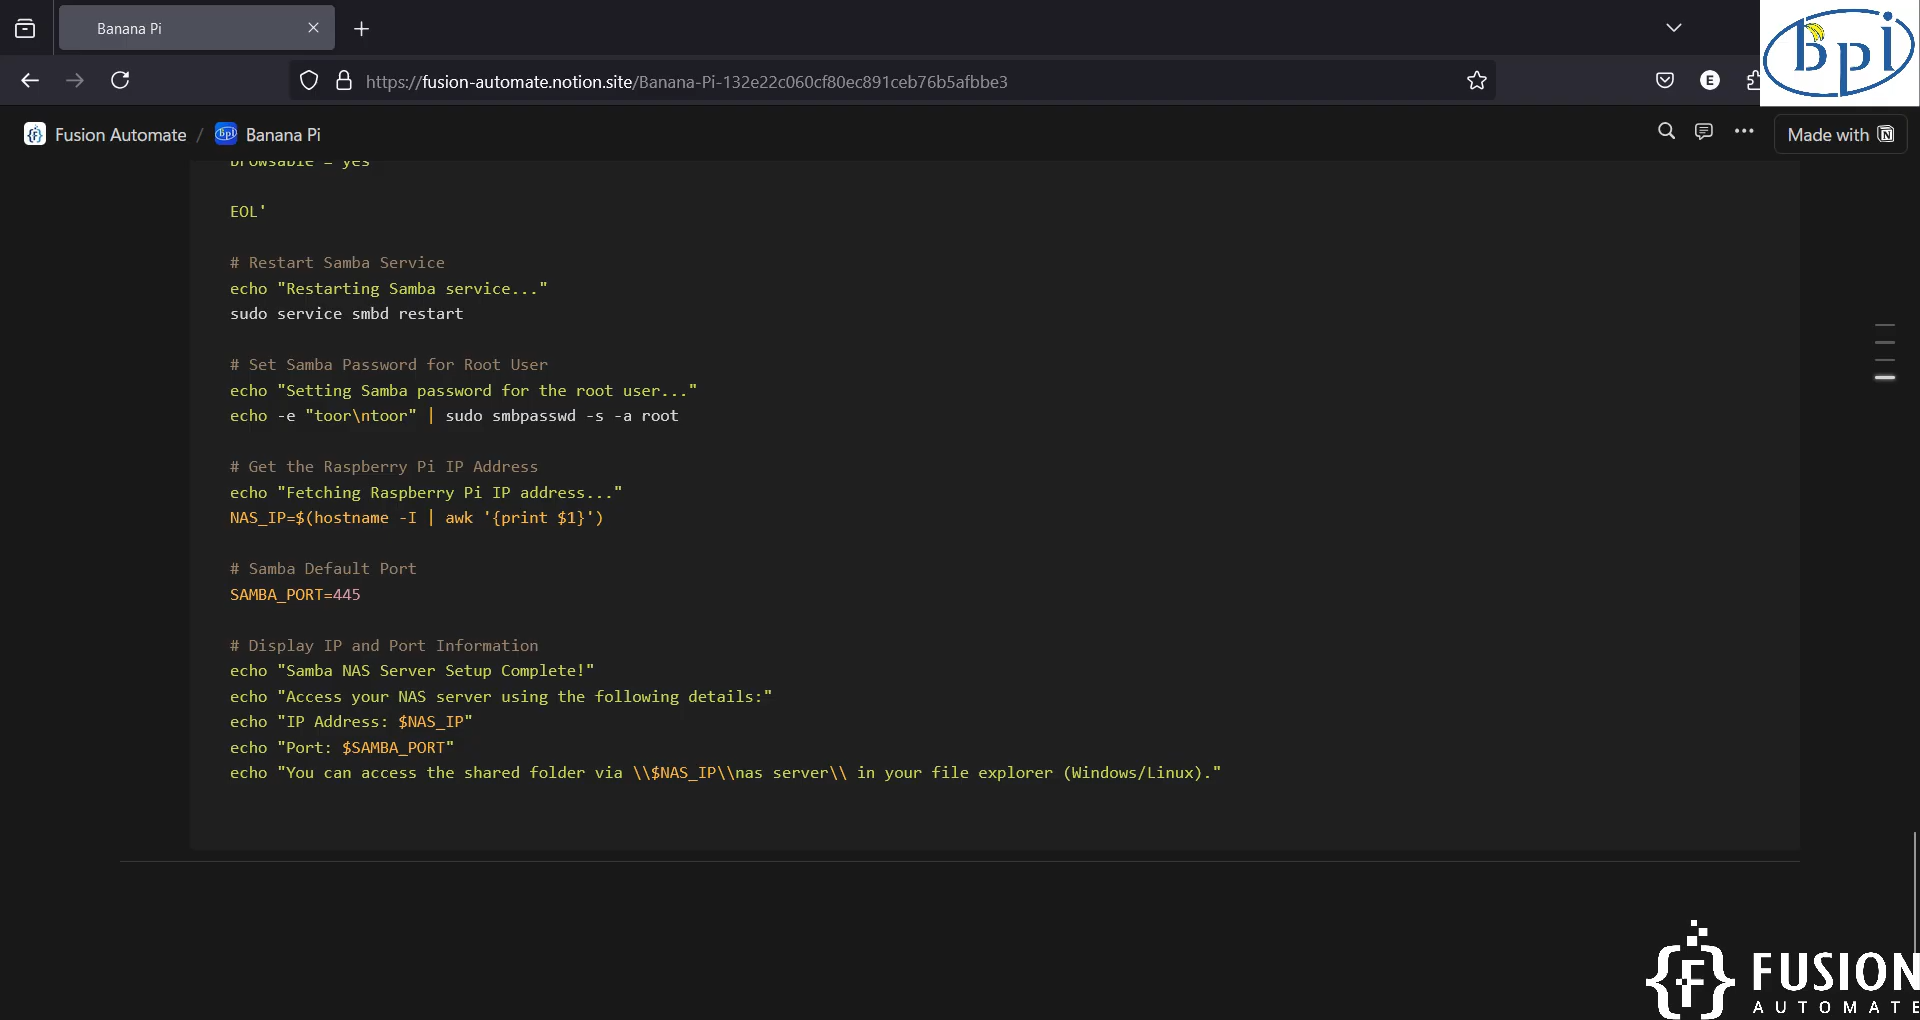 Banana Pi
bpi
https://fusion-automate.notion.site/Banana-Pi-132e22c060cf80ec891ceb76b5afbbe3
E
Fusion Automate / bpi Banana Pi
Made with N
browsable = yes
EOL'
# Restart Samba Service
echo "Restarting Samba service..."
sudo service smbd restart
# Set Samba Password for Root User
echo "Setting Samba password for the root user..."
echo -e "toor\ntoor" | sudo smbpasswd -s -a root
# Get the Raspberry Pi IP Address
echo "Fetching Raspberry Pi IP address..."
NAS_IP=$(hostname -I | awk '{print $1}')
# Samba Default Port
SAMBA_PORT=445
# Display IP and Port Information
echo "Samba NAS Server Setup Complete!"
echo "Access your NAS server using the following details:"
echo "IP Address: $NAS_IP"
echo "Port: $SAMBA_PORT"
echo "You can access the shared folder via \\$NAS_IP\\nas server\\ in your file explorer (Windows/Linux)."
{F} FUSION
AUTOMATE